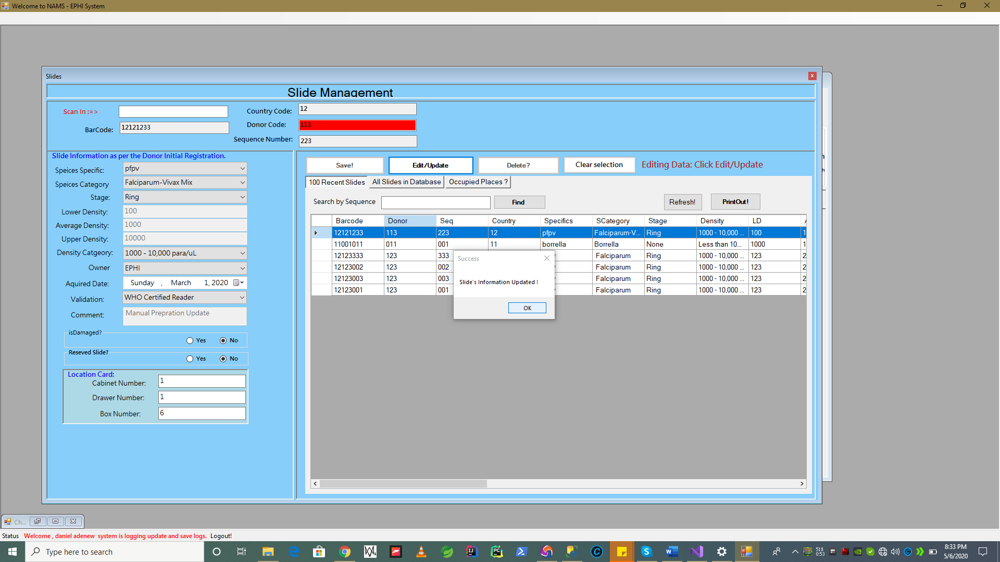 Welcome to NAMS - EPHI System
Slides
Slide Management
Scan In :=>
BarCode: 12121233
Country Code: 12
Donor Code: 113
Sequence Number: 223
Slide Information as per the Donor Initial Registration.
Speices Specific: pfpv
Speices Category Falciparum-Vivax Mix
Stage: Ring
Lower Density: 100
Average Density: 1000
Upper Density: 10000
Density Catgeory: 1000 - 10,000 para/uL
Owner EPHI
Aquired Date: Sunday , March 1, 2020
Validation: WHO Certified Reader
Comment: Manual Prepration Update
isDamaged?
Yes No
Reseved Slide?
Yes No
Location Card:
Cabinet Number: 1
Drawer Number: 1
Box Number: 6
Save! Edit/Update Delete? Clear selection Editing Data: Click Edit/Update
100 Recent Slides All Slides in Database Occupied Places ?
Search by Sequence Find Refresh! PrintOut!
Barcode Donor Seq Country Specifics SCategory Stage Density LD
12121233 113 223 12 pfpv Falciparum-V... Ring 1000 - 10,000 ... 100 1
11001011 011 001 11 borrella Borrella None Less than 10... 1000 1
12123333 123 333 Falciparum Ring 1000 - 10,000 ... 123 2
12123002 123 002 Falciparum Ring 1000 - 10,000 ... 123 2
12123003 123 003 Falciparum Ring 1000 - 10,000 ... 123 2
12123001 123 001 Falciparum Ring 1000 - 10,000 ... 123 2
Success
Slide's Information Updated !
OK
Ch...
Status Welcome , daniel adenew system is logging update and save logs. Logout!
Type here to search
51%
0:53
8:33 PM
5/6/2020